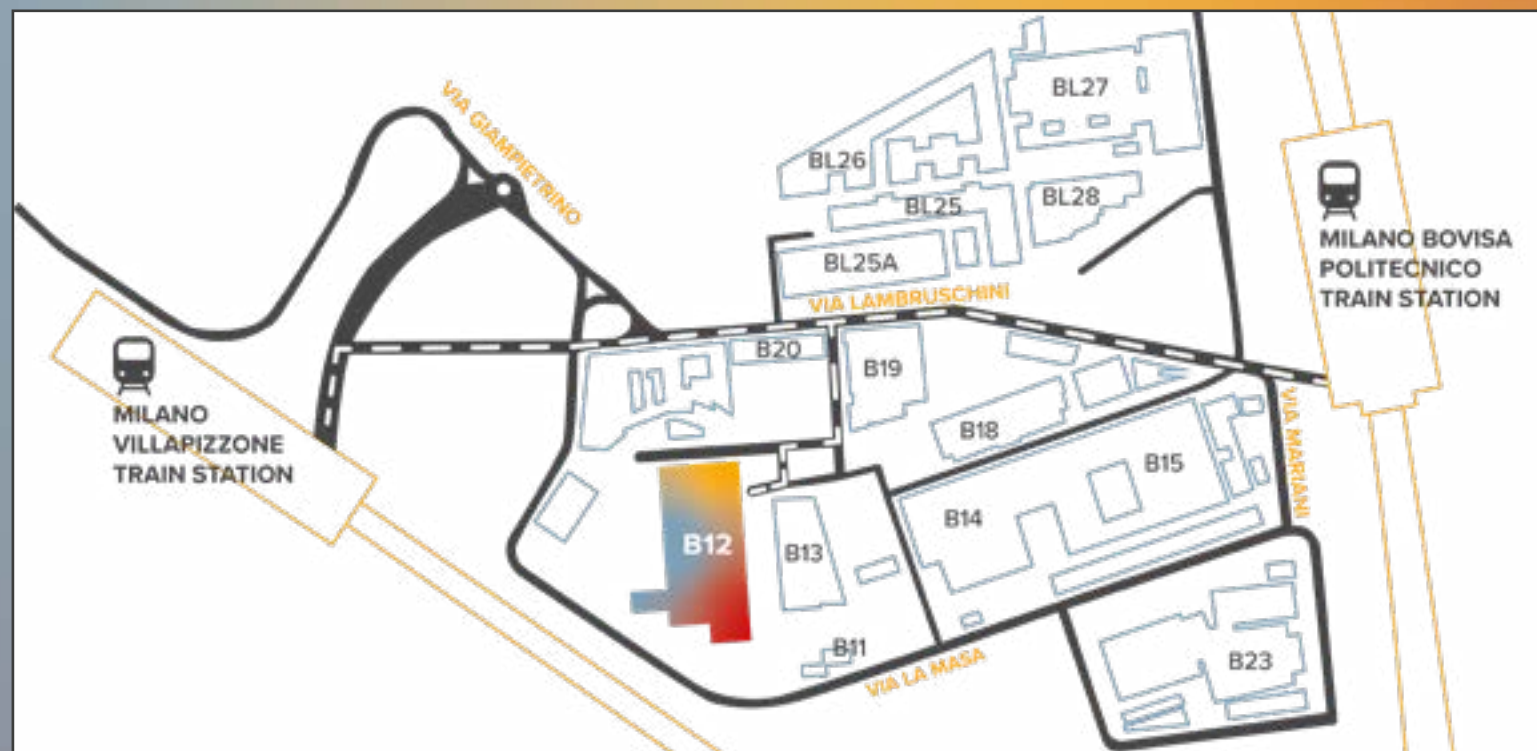 VIA GIAMPIETRINO
BL27
BL26
BL25
BL28
BL25A
VIA LAMBRUSCHINI
MILANO BOVISA
POLITECNICO
TRAIN STATION
B20
B19
MILANO
VILLAPIZZONE
TRAIN STATION
B18
VIA MARIANI
B15
B14
B12
B13
B11
VIA LA MASA
B23